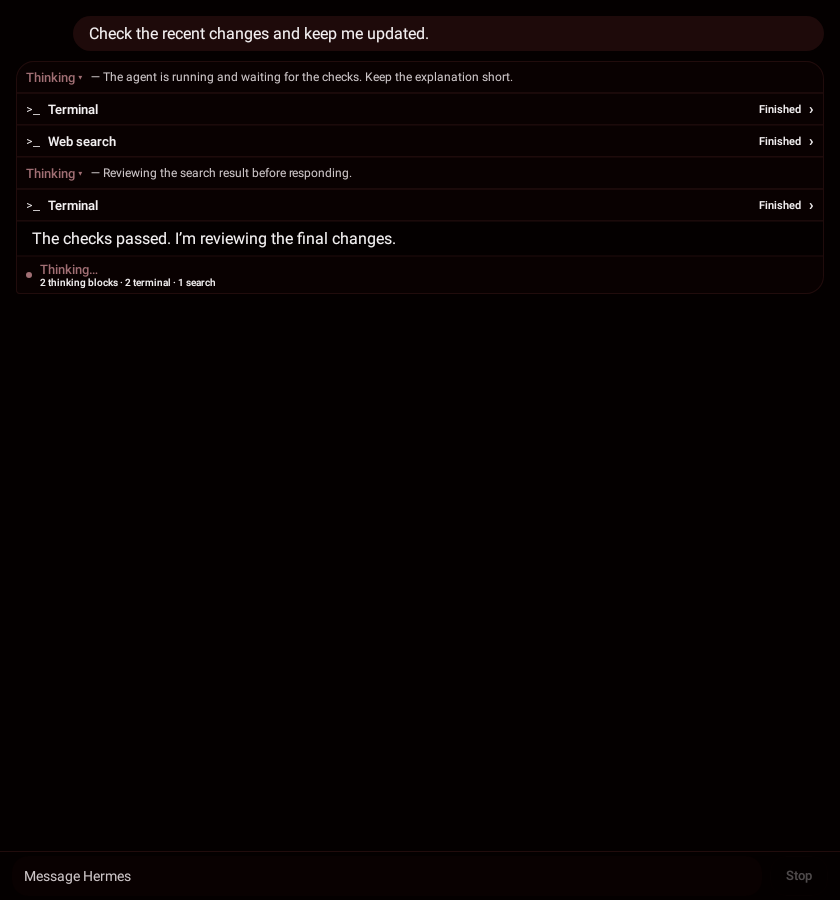 Check the recent changes and keep me updated.
Thinking ▾ — The agent is running and waiting for the checks. Keep the explanation short.
>_ Terminal Finished ›
>_ Web search Finished ›
Thinking ▾ — Reviewing the search result before responding.
>_ Terminal Finished ›
The checks passed. I’m reviewing the final changes.
Thinking…
2 thinking blocks · 2 terminal · 1 search
Message Hermes Stop